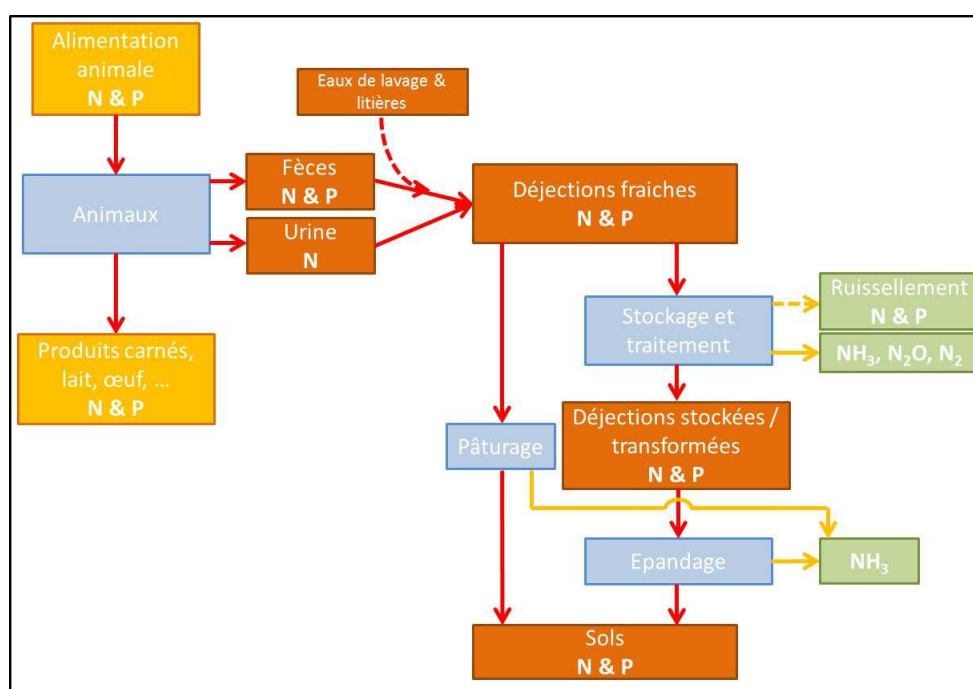 Alimentation
animale
N & P
Eaux de lavage &
litières
Fèces
N & P
Déjections fraiches
N & P
Animaux
Urine
N
Ruissellement
N & P
Stockage et
traitement
NH₃, N₂O, N₂
Produits carnés,
lait, œuf, ...
N & P
Déjections stockées /
transformées
N & P
Pâturage
Epandage
NH₃
Sols
N & P